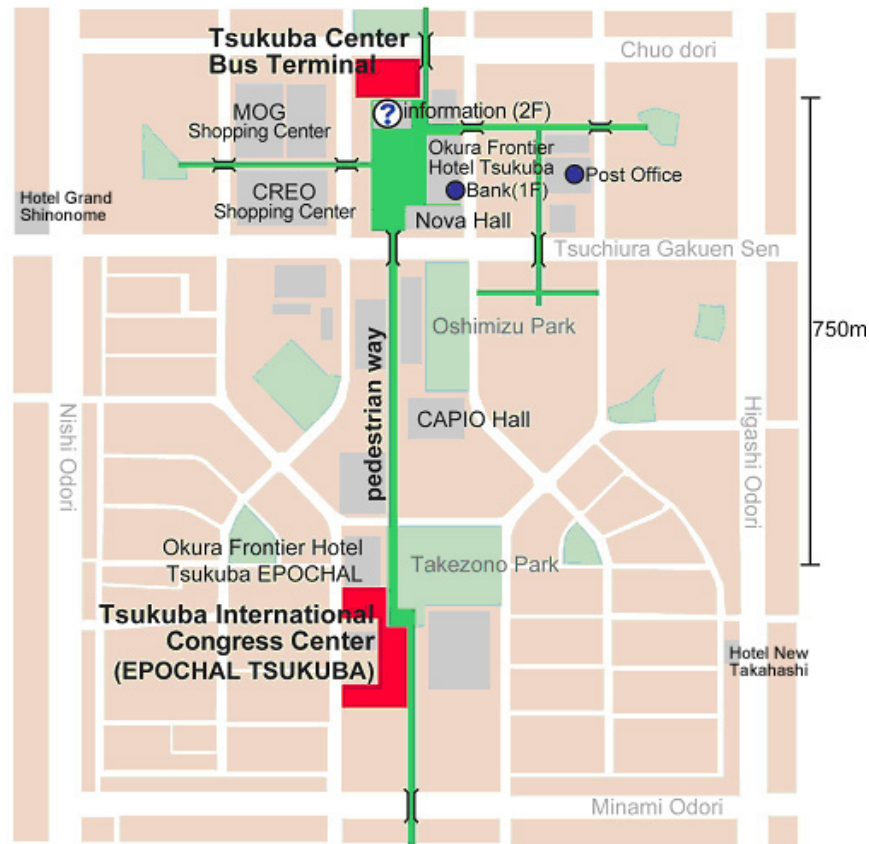 Tsukuba Center
Bus Terminal
Chuo dori
?
information (2F)
MOG
Shopping Center
Okura Frontier
Hotel Tsukuba
Bank(1F)
Post Office
CREO
Shopping Center
Hotel Grand
Shinonome
Nova Hall
Tsuchiura Gakuen Sen
Oshimizu Park
750m
pedestrian way
CAPIO Hall
Nishi Odori
Higashi Odori
Okura Frontier Hotel
Tsukuba EPOCHAL
Takezono Park
Tsukuba International
Congress Center
(EPOCHAL TSUKUBA)
Hotel New
Takahashi
Minami Odori